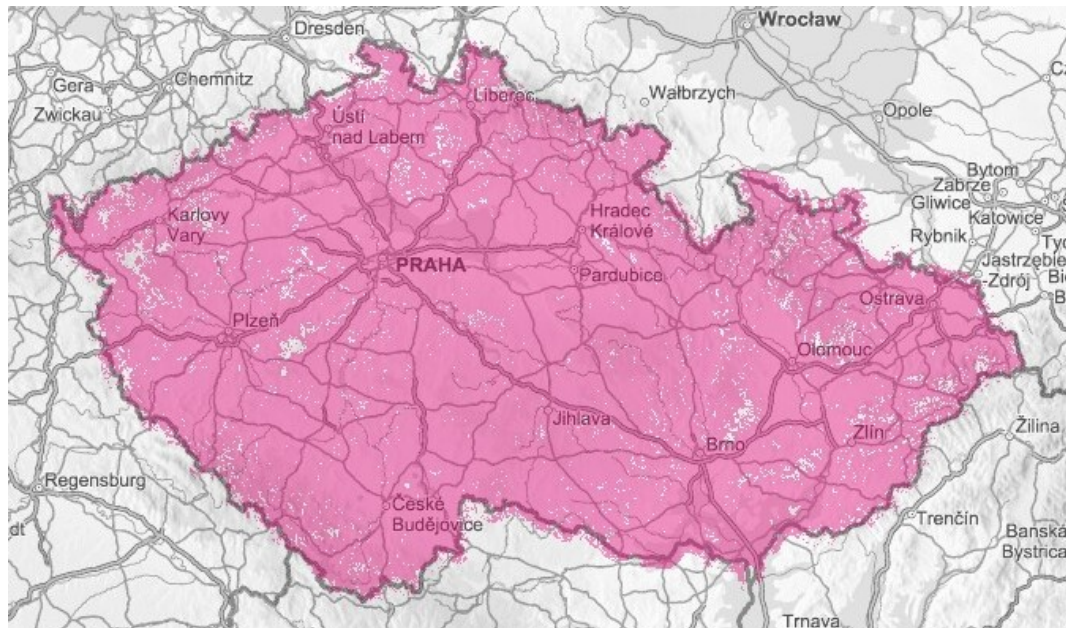 Wrocław
Dresden
Gera
Chemnitz
Zwickau
Liberec
Wałbrzych
Opole
Ústí
nad Labem
Bytom
Zabrze
Gliwice
Katowice
Karlovy
Vary
Hradec
Králové
Rybnik
PRAHA
Pardubice
Jastrzębie
-Zdrój
Ostrava
Plzeň
Olomouc
Jihlava
Brno
Zlín
Žilina
Regensburg
České
Budějovice
Trenčín
Banská
Bystrica
Trnava